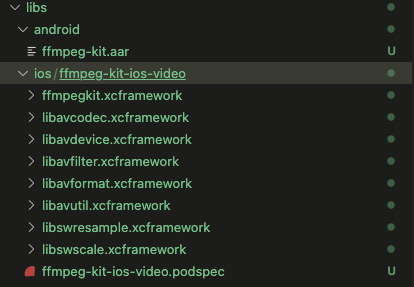 libs
android
ffmpeg-kit.aar U
ios/ffmpeg-kit-ios-video
ffmpegkit.xcframework
libavcodec.xcframework
libavdevice.xcframework
libavfilter.xcframework
libavformat.xcframework
libavutil.xcframework
libswresample.xcframework
libswscale.xcframework
ffmpeg-kit-ios-video.podspec U